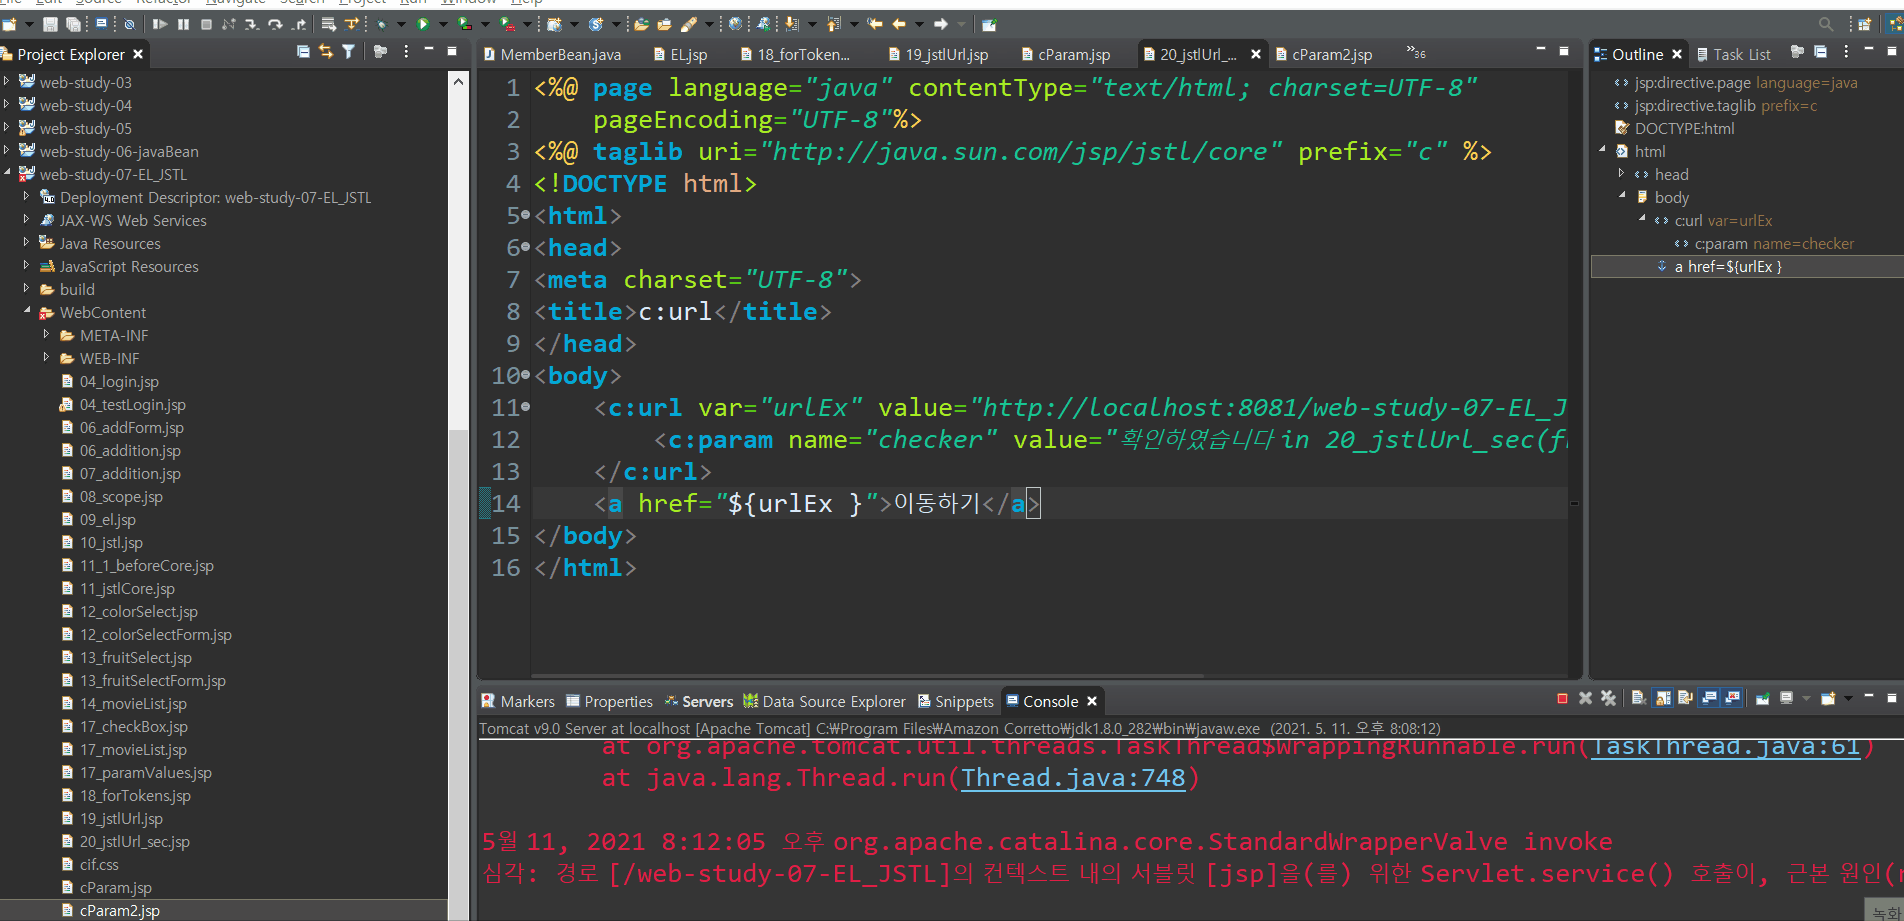 File Edit Source Refactor Navigate Search Project Run Window Help
Project Explorer
web-study-03
web-study-04
web-study-05
web-study-06-javaBean
web-study-07-EL_JSTL
Deployment Descriptor: web-study-07-EL_JSTL
JAX-WS Web Services
Java Resources
JavaScript Resources
build
WebContent
META-INF
WEB-INF
04_login.jsp
04_testLogin.jsp
06_addForm.jsp
06_addition.jsp
07_addition.jsp
08_scope.jsp
09_el.jsp
10_jstl.jsp
11_1_beforeCore.jsp
11_jstlCore.jsp
12_colorSelect.jsp
12_colorSelectForm.jsp
13_fruitSelect.jsp
13_fruitSelectForm.jsp
14_movieList.jsp
17_checkBox.jsp
17_movieList.jsp
17_paramValues.jsp
18_forTokens.jsp
19_jstlUrl.jsp
20_jstlUrl_sec.jsp
cif.css
cParam.jsp
cParam2.jsp
MemberBean.java EL.jsp 18_forToken... 19_jstlUrl.jsp cParam.jsp 20_jstlUrl_... cParam2.jsp »36
1 <%@ page language="java" contentType="text/html; charset=UTF-8"
2 pageEncoding="UTF-8"%>
3 <%@ taglib uri="http://java.sun.com/jsp/jstl/core" prefix="c" %>
4 <!DOCTYPE html>
5 <html>
6 <head>
7 <meta charset="UTF-8">
8 <title>c:url</title>
9 </head>
10 <body>
11 <c:url var="urlEx" value="http://localhost:8081/web-study-07-EL_J
12 <c:param name="checker" value="확인하였습니다 in 20_jstlUrl_sec(f
13 </c:url>
14 <a href="${urlEx }">이동하기</a>
15 </body>
16 </html>
Outline Task List
jsp:directive.page language=java
jsp:directive.taglib prefix=c
DOCTYPE:html
html
head
body
c:url var=urlEx
c:param name=checker
a href=${urlEx }
Markers Properties Servers Data Source Explorer Snippets Console
Tomcat v9.0 Server at localhost [Apache Tomcat] C:₩Program Files₩Amazon Corretto₩jdk1.8.0_282₩bin₩javaw.exe (2021. 5. 11. 오후 8:08:12)
at org.apache.tomcat.util.threads.TaskThread$WrappingRunnable.run(TaskThread.java:61)
at java.lang.Thread.run(Thread.java:748)
5월 11, 2021 8:12:05 오후 org.apache.catalina.core.StandardWrapperValve invoke
심각: 경로 [/web-study-07-EL_JSTL]의 컨텍스트 내의 서블릿 [jsp]을(를) 위한 Servlet.service() 호출이, 근본 원인(
녹화